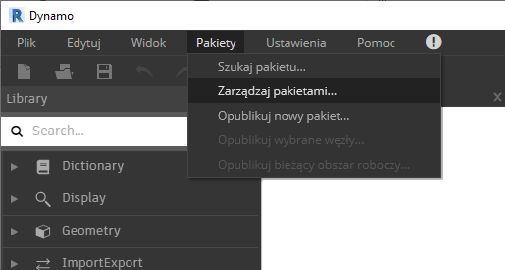 Dynamo
Plik Edytuj Widok Pakiety Ustawienia Pomoc
Szukaj pakietu...
Zarządzaj pakietami...
Opublikuj nowy pakiet...
Opublikuj wybrane węzły...
Opublikuj bieżący obszar roboczy...
Library
Search...
Dictionary
Display
Geometry
ImportExport